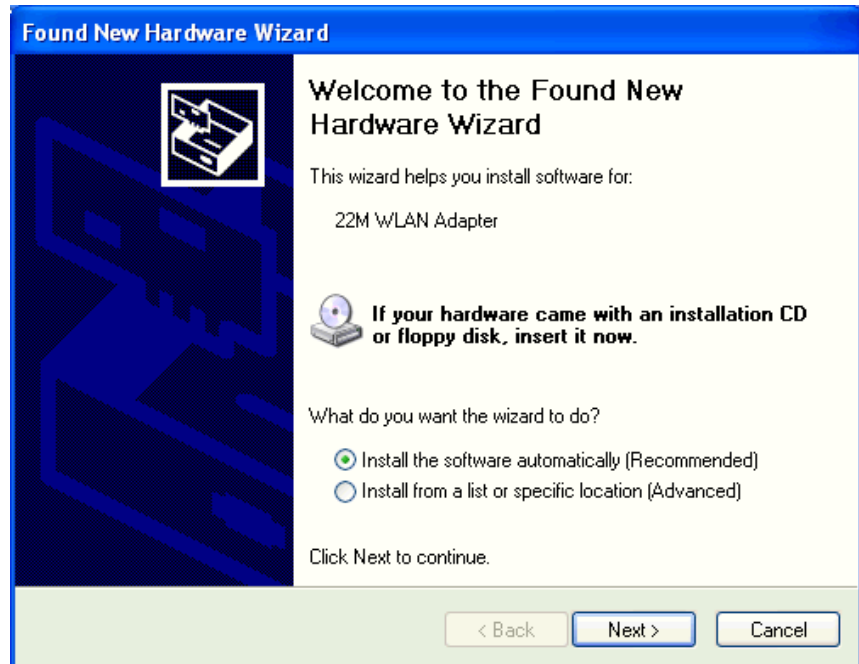 Found New Hardware Wizard
Welcome to the Found New
Hardware Wizard
This wizard helps you install software for:
22M WLAN Adapter
If your hardware came with an installation CD
or floppy disk, insert it now.
What do you want the wizard to do?
Install the software automatically (Recommended)
Install from a list or specific location (Advanced)
Click Next to continue.
< Back Next > Cancel